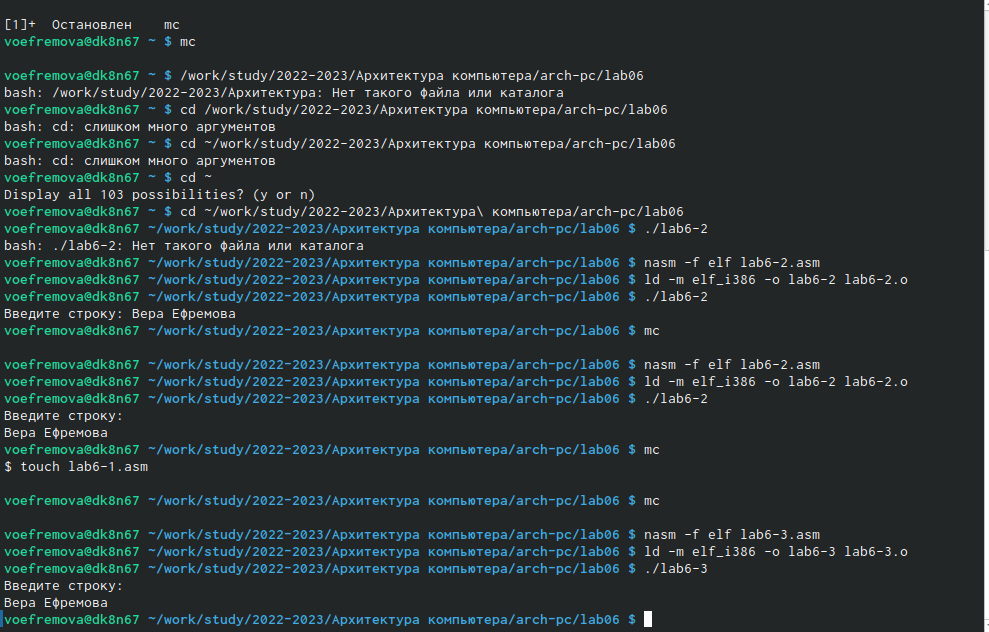 [1]+  Остановлен    mc
voefremova@dk8n67 ~ $ mc
voefremova@dk8n67 ~ $ /work/study/2022-2023/Архитектура компьютера/arch-pc/lab06
bash: /work/study/2022-2023/Архитектура: Нет такого файла или каталога
voefremova@dk8n67 ~ $ cd /work/study/2022-2023/Архитектура компьютера/arch-pc/lab06
bash: cd: слишком много аргументов
voefremova@dk8n67 ~ $ cd ~/work/study/2022-2023/Архитектура компьютера/arch-pc/lab06
bash: cd: слишком много аргументов
voefremova@dk8n67 ~ $ cd ~
Display all 103 possibilities? (y or n)
voefremova@dk8n67 ~ $ cd ~/work/study/2022-2023/Архитектура\ компьютера/arch-pc/lab06
voefremova@dk8n67 ~/work/study/2022-2023/Архитектура компьютера/arch-pc/lab06 $ ./lab6-2
bash: ./lab6-2: Нет такого файла или каталога
voefremova@dk8n67 ~/work/study/2022-2023/Архитектура компьютера/arch-pc/lab06 $ nasm -f elf lab6-2.asm
voefremova@dk8n67 ~/work/study/2022-2023/Архитектура компьютера/arch-pc/lab06 $ ld -m elf_i386 -o lab6-2 lab6-2.o
voefremova@dk8n67 ~/work/study/2022-2023/Архитектура компьютера/arch-pc/lab06 $ ./lab6-2
Введите строку: Вера Ефремова
voefremova@dk8n67 ~/work/study/2022-2023/Архитектура компьютера/arch-pc/lab06 $ mc
voefremova@dk8n67 ~/work/study/2022-2023/Архитектура компьютера/arch-pc/lab06 $ nasm -f elf lab6-2.asm
voefremova@dk8n67 ~/work/study/2022-2023/Архитектура компьютера/arch-pc/lab06 $ ld -m elf_i386 -o lab6-2 lab6-2.o
voefremova@dk8n67 ~/work/study/2022-2023/Архитектура компьютера/arch-pc/lab06 $ ./lab6-2
Введите строку:
Вера Ефремова
voefremova@dk8n67 ~/work/study/2022-2023/Архитектура компьютера/arch-pc/lab06 $ mc
$ touch lab6-1.asm
voefremova@dk8n67 ~/work/study/2022-2023/Архитектура компьютера/arch-pc/lab06 $ mc
voefremova@dk8n67 ~/work/study/2022-2023/Архитектура компьютера/arch-pc/lab06 $ nasm -f elf lab6-3.asm
voefremova@dk8n67 ~/work/study/2022-2023/Архитектура компьютера/arch-pc/lab06 $ ld -m elf_i386 -o lab6-3 lab6-3.o
voefremova@dk8n67 ~/work/study/2022-2023/Архитектура компьютера/arch-pc/lab06 $ ./lab6-3
Введите строку:
Вера Ефремова
voefremova@dk8n67 ~/work/study/2022-2023/Архитектура компьютера/arch-pc/lab06 $